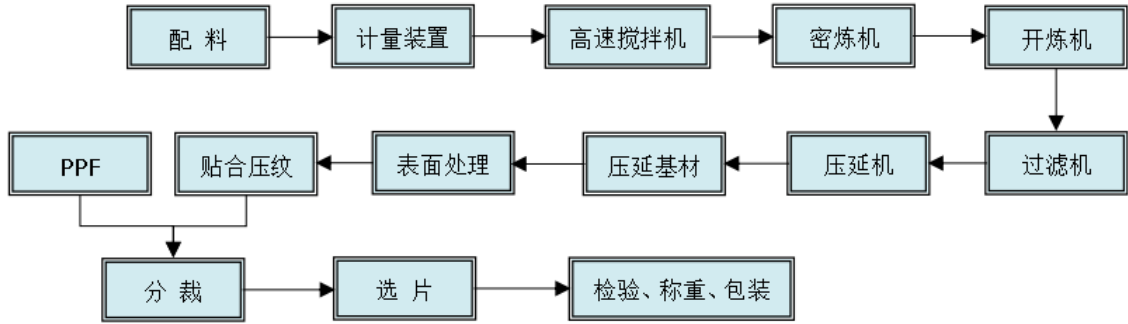 配 料
计量装置
高速搅拌机
密炼机
开炼机
PPF
贴合压纹
表面处理
压延基材
压延机
过滤机
分 裁
选 片
检验、称重、包装